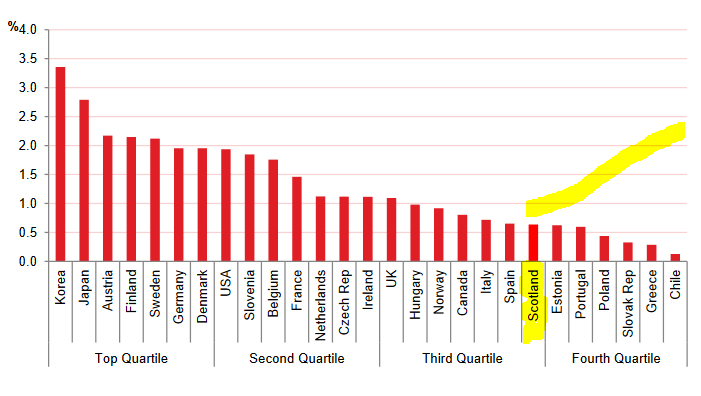 %
4.0
3.5
3.0
2.5
2.0
1.5
1.0
0.5
0.0
Korea
Japan
Austria
Finland
Sweden
Germany
Denmark
USA
Slovenia
Belgium
France
Netherlands
Czech Rep
Ireland
UK
Hungary
Norway
Canada
Italy
Spain
Scotland
Estonia
Portugal
Poland
Slovak Rep
Greece
Chile
Top Quartile
Second Quartile
Third Quartile
Fourth Quartile